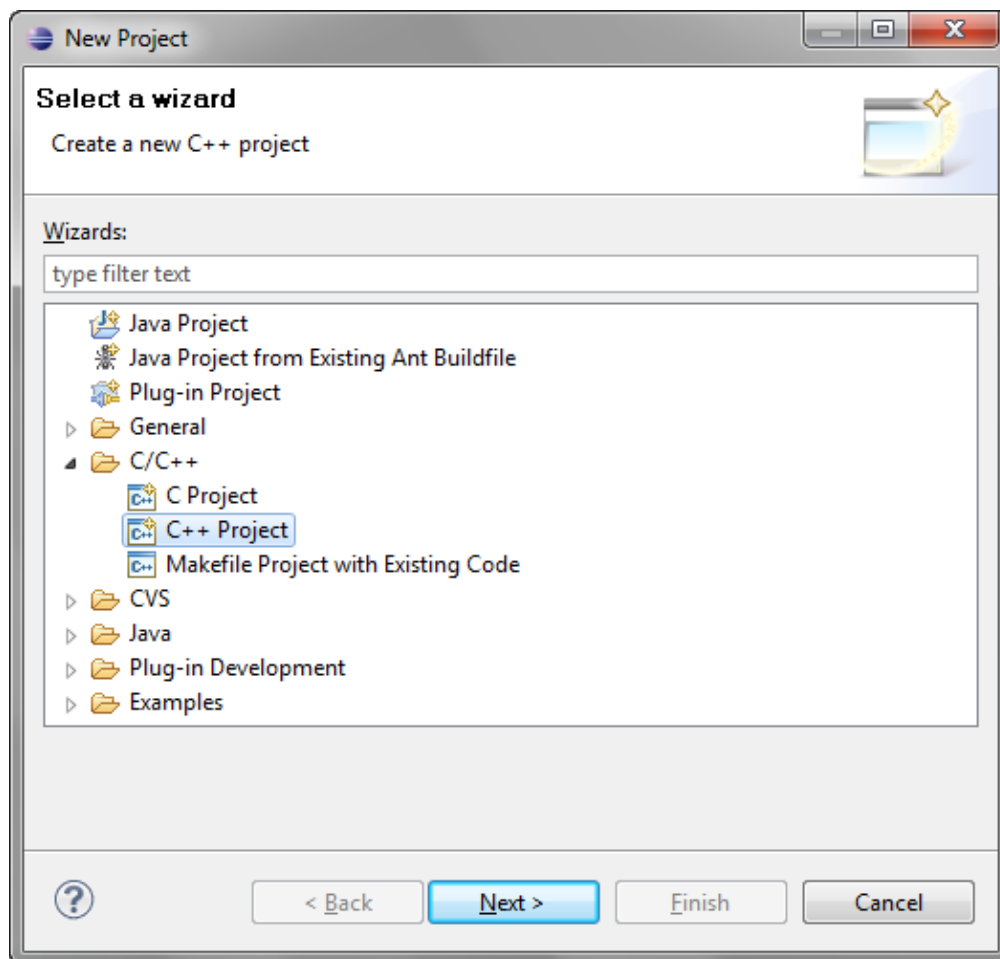 New Project
Select a wizard
Create a new C++ project
Wizards:
type filter text
Java Project
Java Project from Existing Ant Buildfile
Plug-in Project
General
C/C++
C++ C Project
C++ C++ Project
C++ Makefile Project with Existing Code
CVS
Java
Plug-in Development
Examples
? < Back Next > Finish Cancel